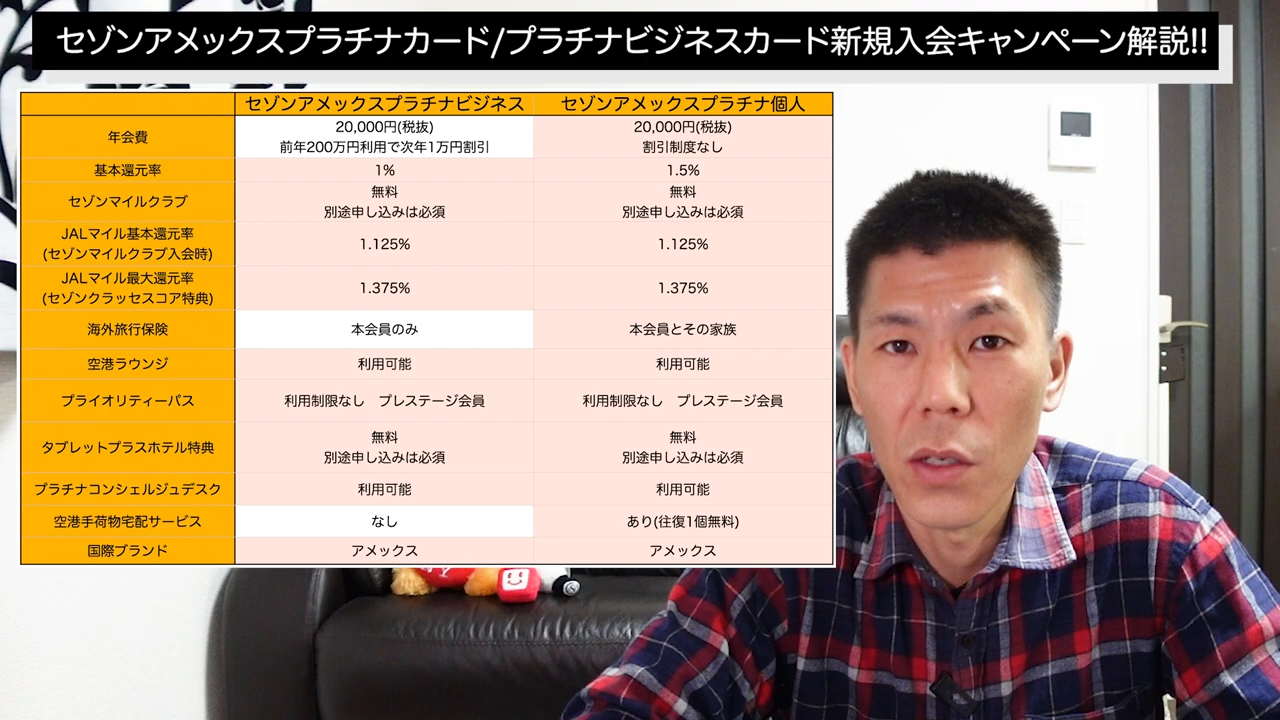 セゾンアメックスプラチナカード/プラチナビジネスカード新規入会キャンペーン解説!!
セゾンアメックスプラチナビジネス
セゾンアメックスプラチナ個人
年会費
20,000円(税抜)
前年200万円利用で次年1万円割引
20,000円(税抜)
割引制度なし
基本還元率
1%
1.5%
セゾンマイルクラブ
無料
別途申し込みは必須
無料
別途申し込みは必須
JALマイル基本還元率
(セゾンマイルクラブ入会時)
1.125%
1.125%
JALマイル最大還元率
(セゾンクラッセスコア特典)
1.375%
1.375%
海外旅行保険
本会員のみ
本会員とその家族
空港ラウンジ
利用可能
利用可能
プライオリティーパス
利用制限なし　プレステージ会員
利用制限なし　プレステージ会員
タブレットプラスホテル特典
無料
別途申し込みは必須
無料
別途申し込みは必須
プラチナコンシェルジュデスク
利用可能
利用可能
空港手荷物宅配サービス
なし
あり(往復1個無料)
国際ブランド
アメックス
アメックス